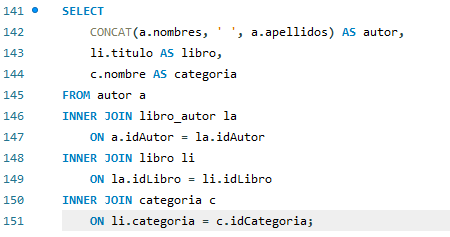 141 SELECT
142 CONCAT(a.nombres, ' ', a.apellidos) AS autor,
143 li.titulo AS libro,
144 c.nombre AS categoria
145 FROM autor a
146 INNER JOIN libro_autor la
147 ON a.idAutor = la.idAutor
148 INNER JOIN libro li
149 ON la.idLibro = li.idLibro
150 INNER JOIN categoria c
151 ON li.categoria = c.idCategoria;